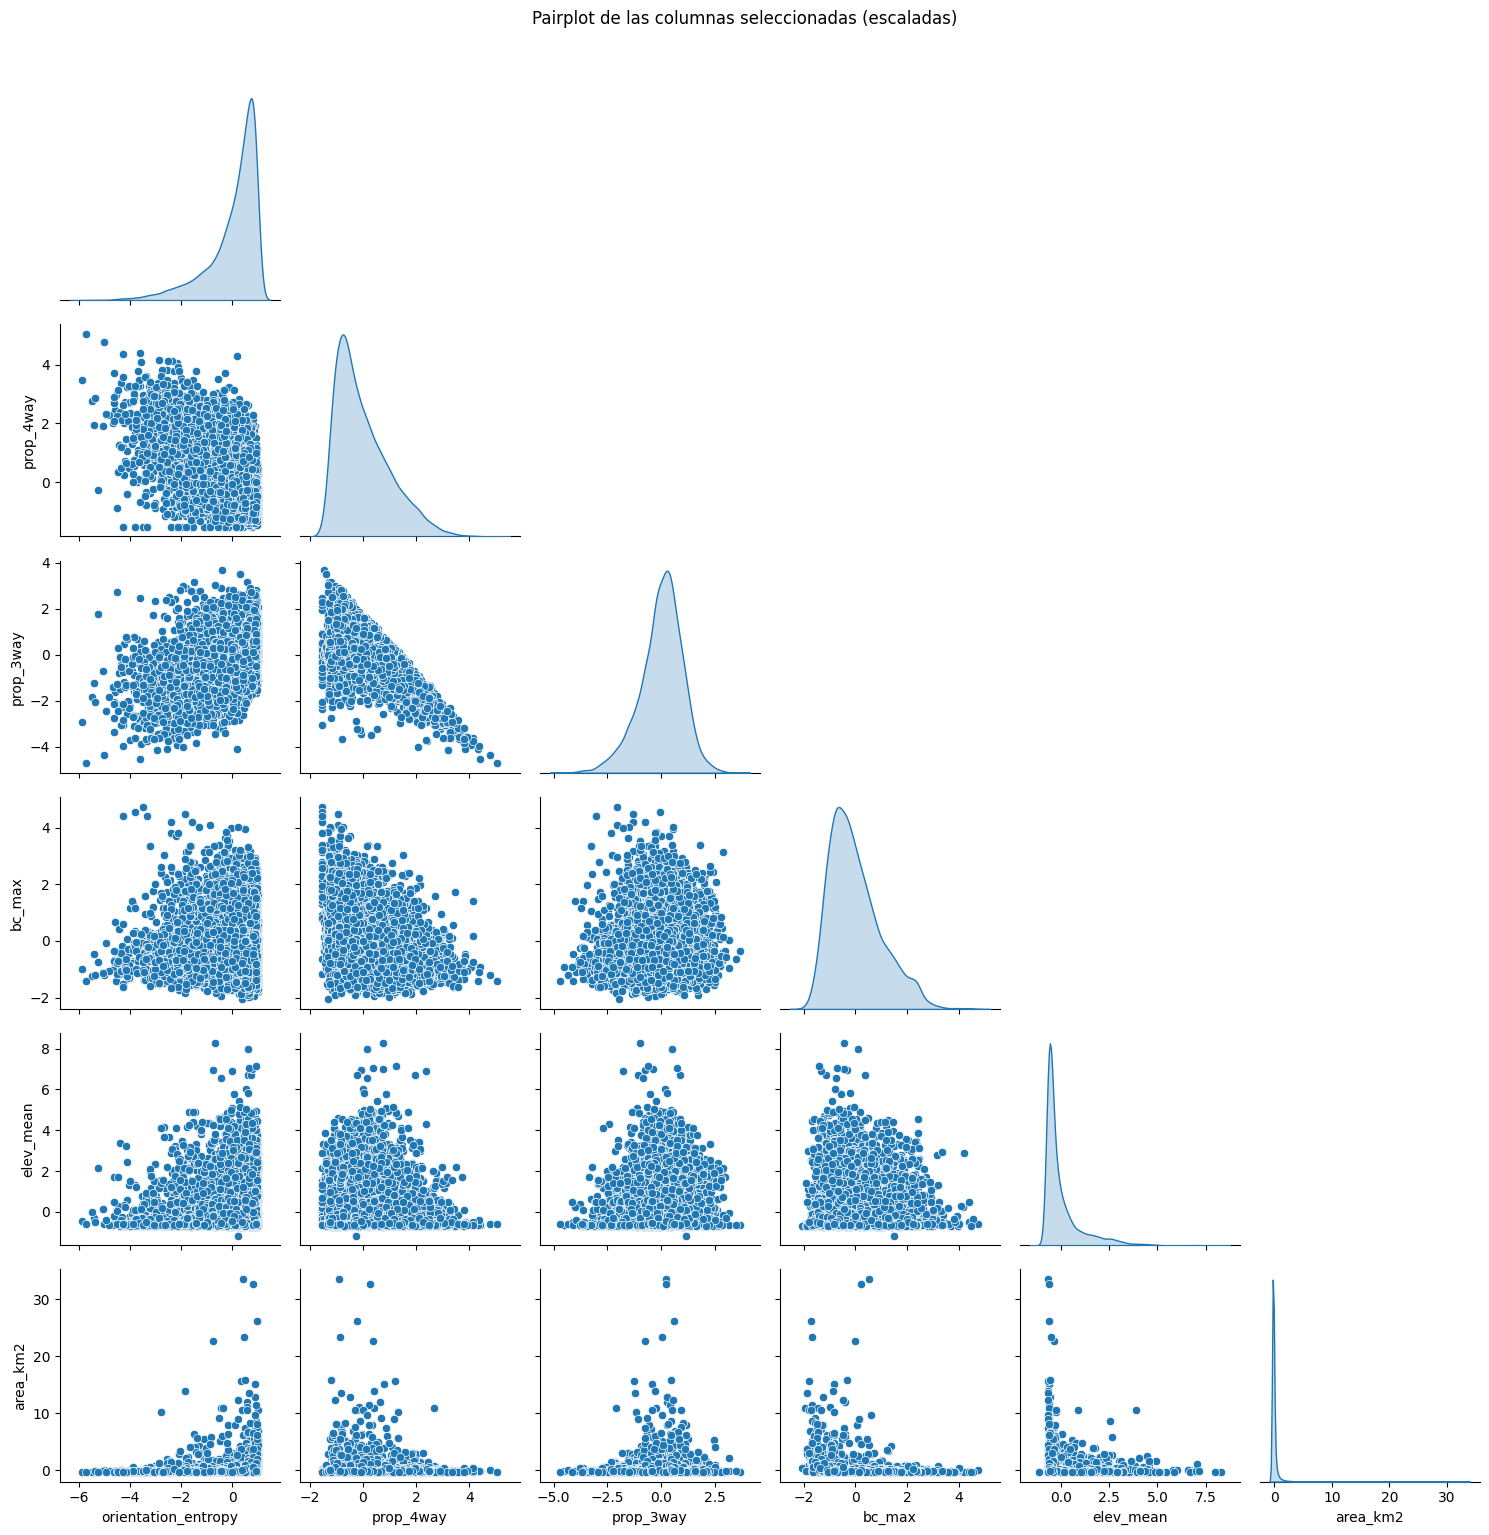 Pairplot de las columnas seleccionadas (escaladas)
prop_4way
4
2
0
prop_3way
4
2
0
−2
−4
bc_max
4
2
0
−2
elev_mean
8
6
4
2
0
area_km2
30
20
10
0
−6 −4 −2 0
−2 0 2 4
−5.0 −2.5 0.0 2.5
−2 0 2 4
0.0 2.5 5.0 7.5
0 10 20 30
orientation_entropy prop_4way prop_3way bc_max elev_mean area_km2